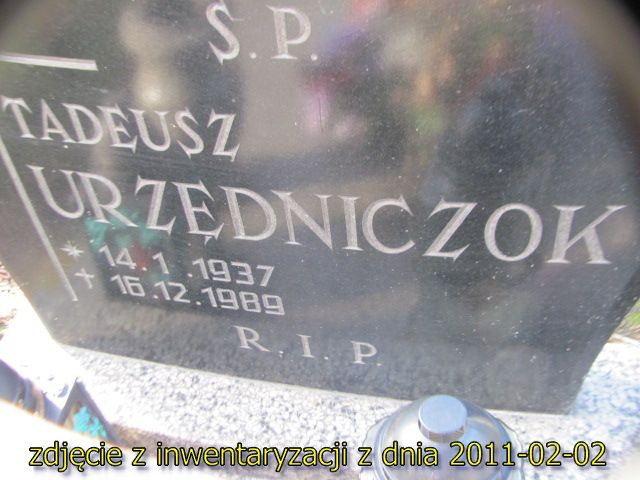 Ś.P.
TADEUSZ
URZĘDNICZOK
* 14.1.1937
+ 16.12.1989
R.I P.
zdjęcie z inwentaryzacji z dnia 2011-02-02